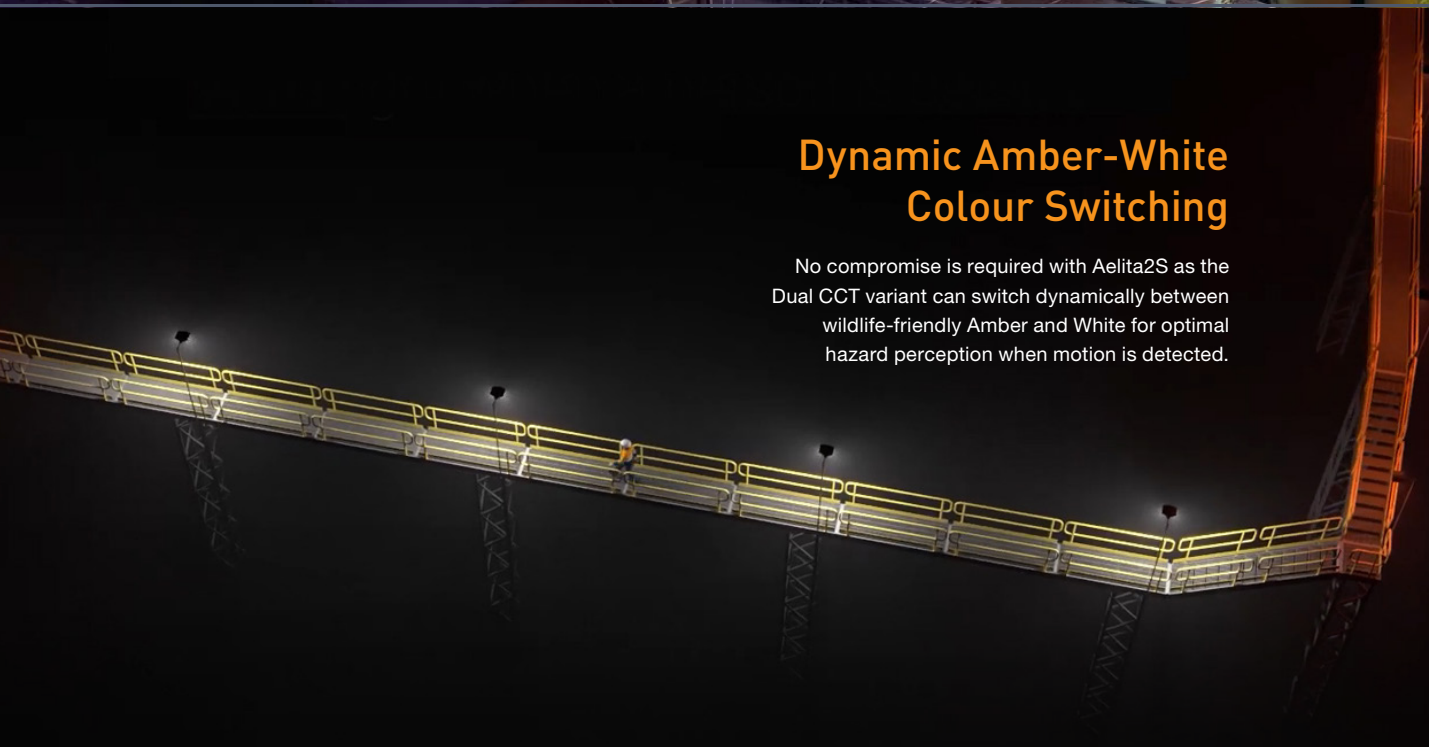 Dynamic Amber-White
Colour Switching
No compromise is required with Aelita2S as the
Dual CCT variant can switch dynamically between
wildlife-friendly Amber and White for optimal
hazard perception when motion is detected.